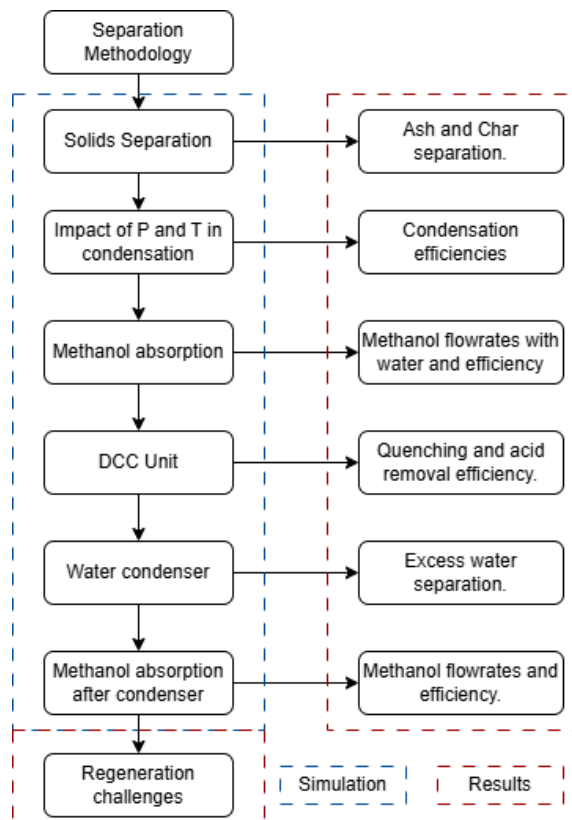 Separation
Methodology
Solids Separation
Ash and Char
separation.
Impact of P and T in
condensation
Condensation
efficiencies
Methanol absorption
Methanol flowrates with
water and efficiency
DCC Unit
Quenching and acid
removal efficiency.
Water condenser
Excess water
separation.
Methanol absorption
after condenser
Methanol flowrates and
efficiency.
Regeneration
challenges
Simulation
Results